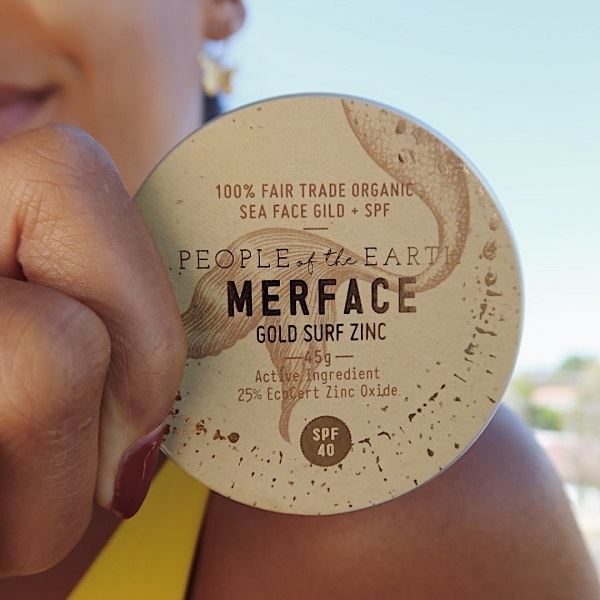 100% FAIR TRADE ORGANIC
SEA FACE GILD + SPF
PEOPLE of the EARTH
MERFACE
GOLD SURF ZINC
45g
Active Ingredient
25% EcoCert Zinc Oxide
SPF
40